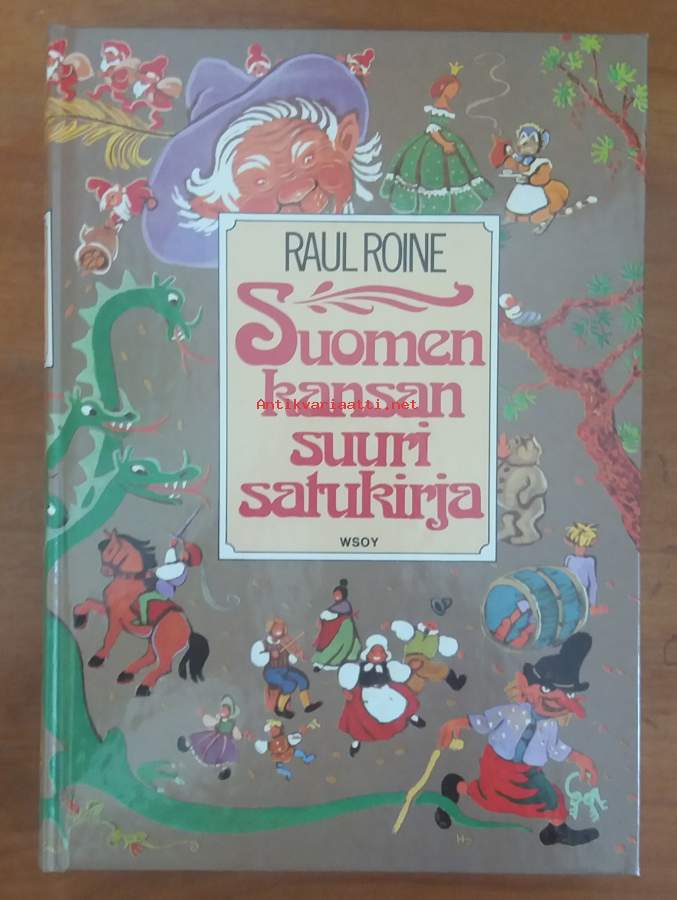 RAUL ROINE
Suomen
kansan
Antikvariaatti.net
suuri
satukirja
WSOY